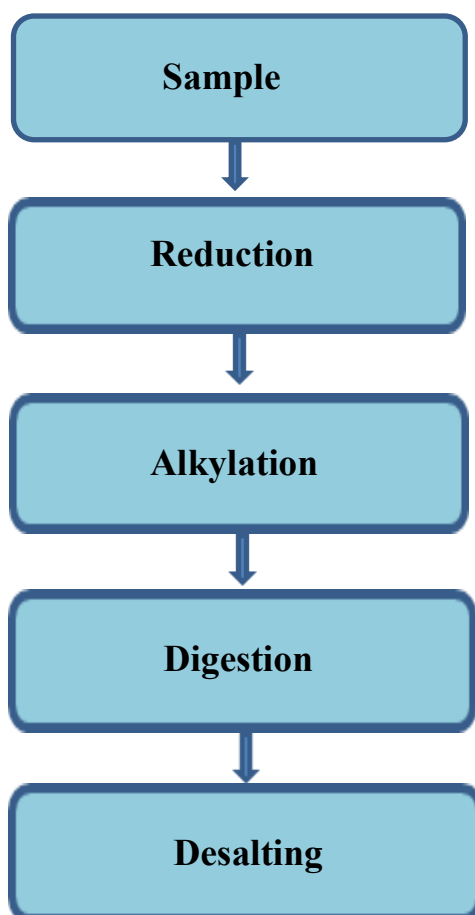 Sample
Reduction
Alkylation
Digestion
Desalting